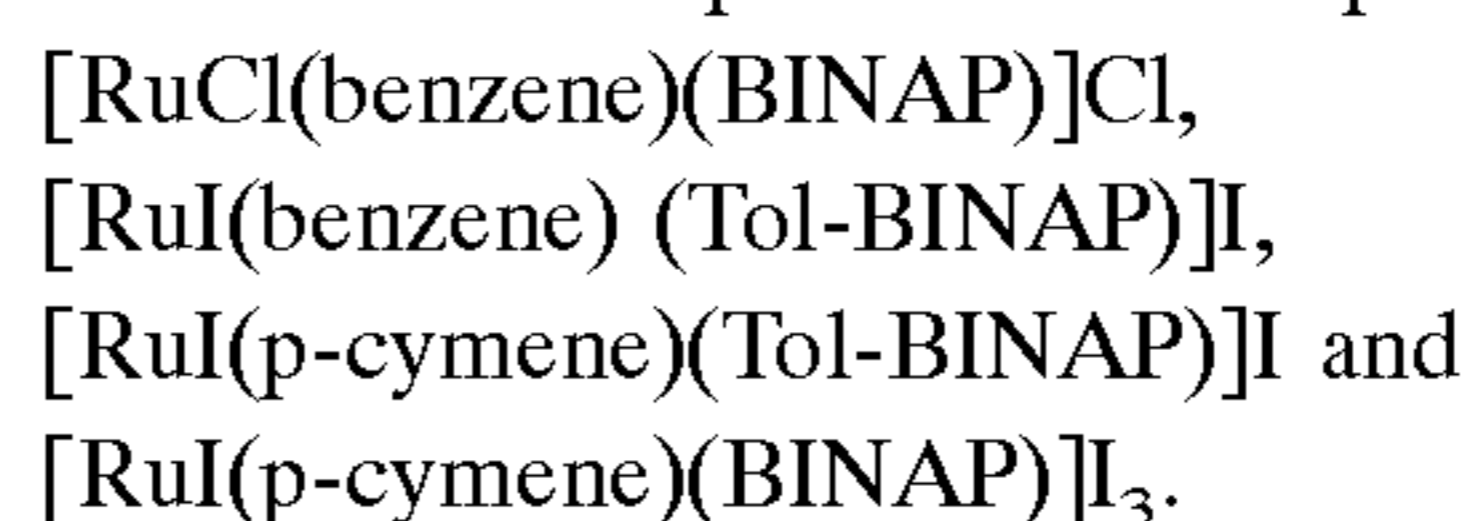 [RuCl(benzene)(BINAP)]Cl,
[RuI(benzene) (Tol-BINAP)]I,
[RuI(p-cymene)(Tol-BINAP)]I and
[RuI(p-cymene)(BINAP)]I₃.